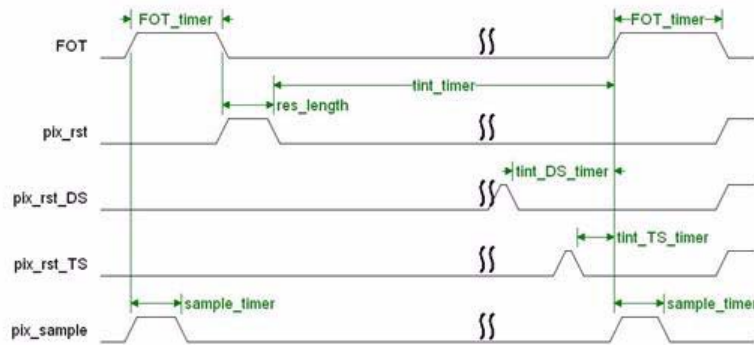 FOT_timer
FOT_timer
FOT
tint_timer
res_length
pix_rst
tint_DS_timer
pix_rst_DS
tint_TS_timer
pix_rst_TS
sample_timer
sample_timer
pix_sample